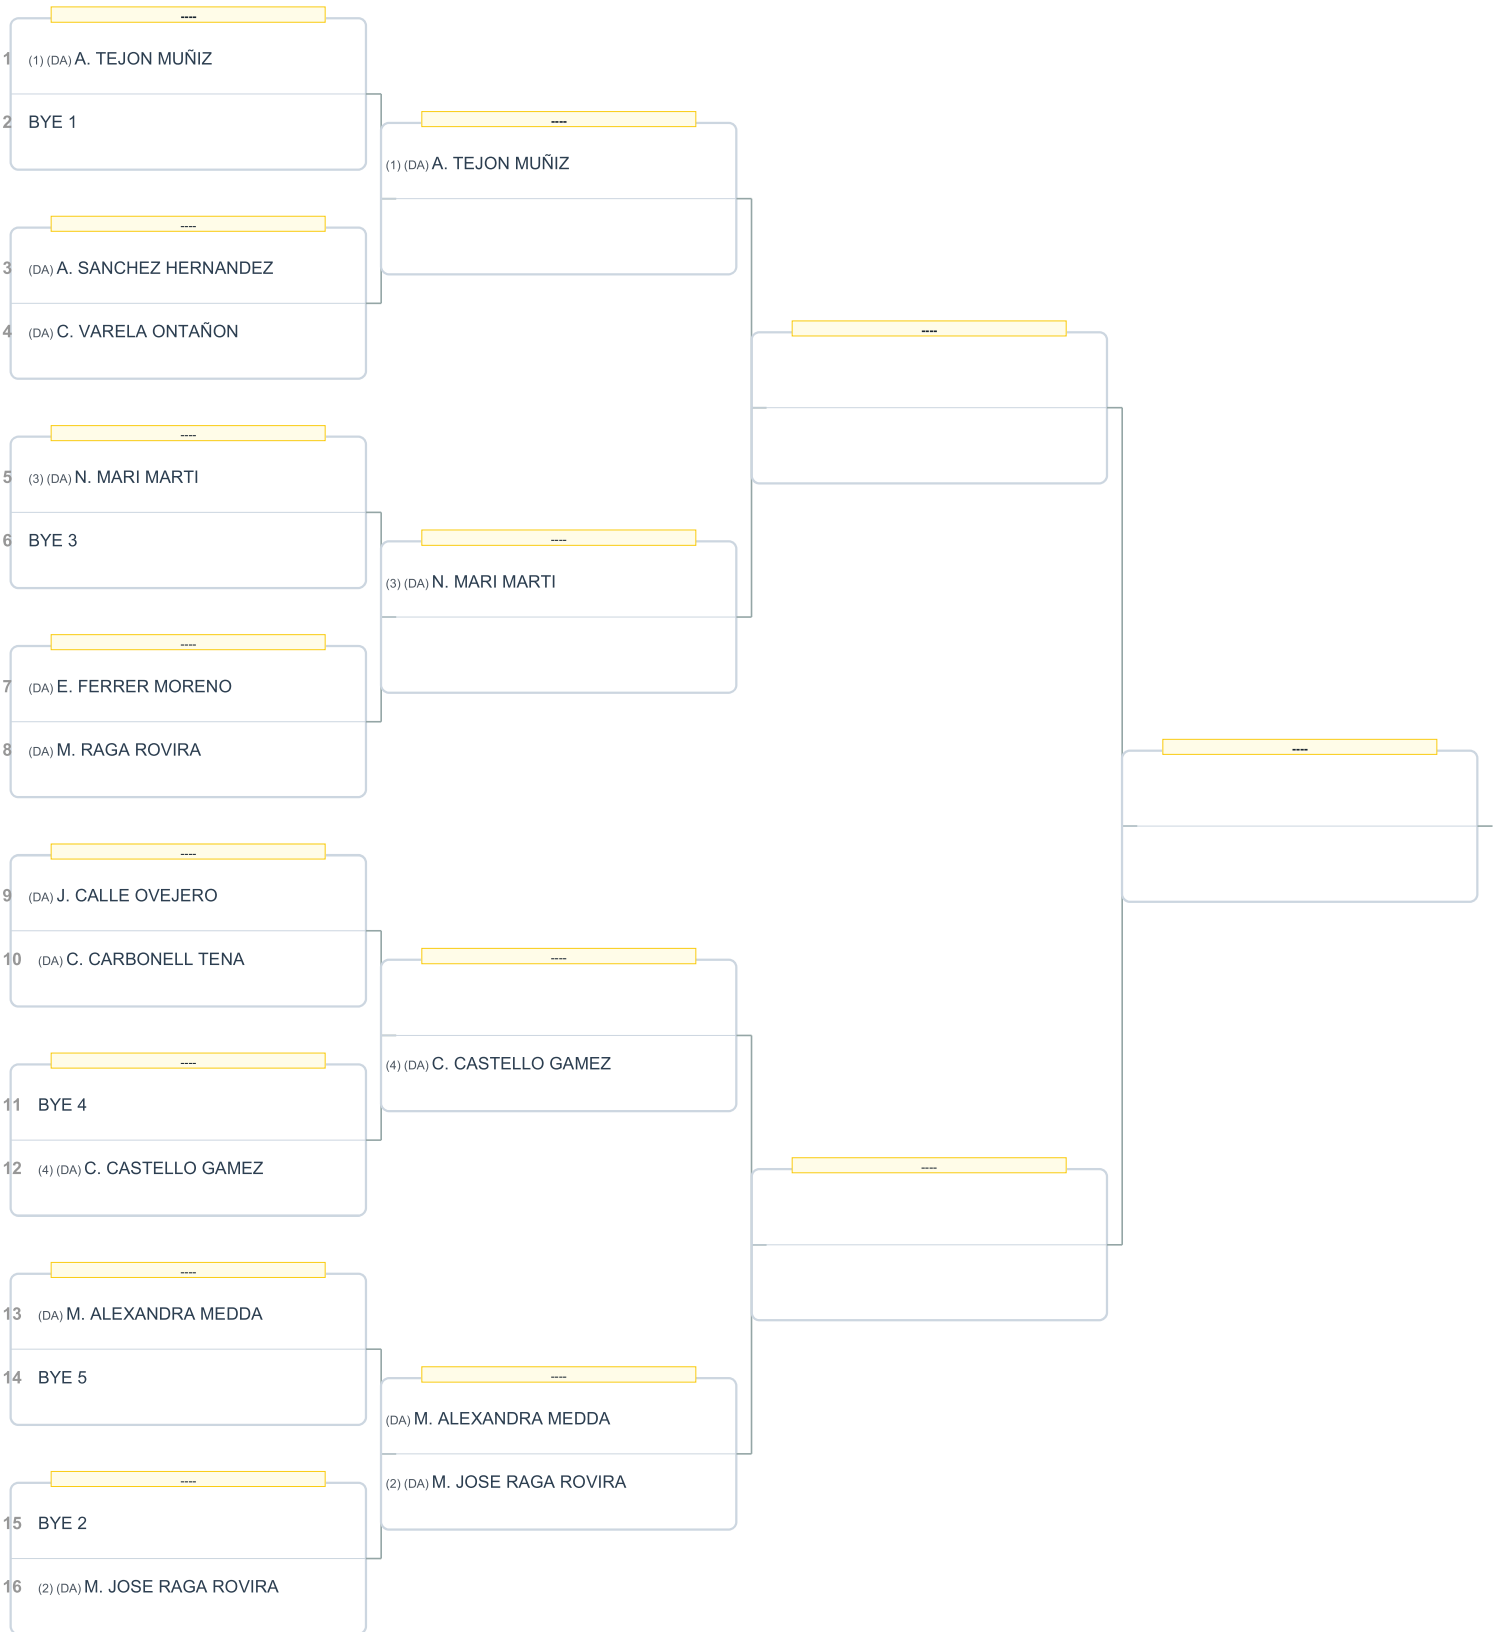 ----
1 (1) (DA) A. TEJON MUÑIZ
2 BYE 1
----
3 (DA) A. SANCHEZ HERNANDEZ
4 (DA) C. VARELA ONTAÑON
----
5 (3) (DA) N. MARI MARTI
6 BYE 3
----
7 (DA) E. FERRER MORENO
8 (DA) M. RAGA ROVIRA
----
9 (DA) J. CALLE OVEJERO
10 (DA) C. CARBONELL TENA
----
11 BYE 4
12 (4) (DA) C. CASTELLO GAMEZ
----
13 (DA) M. ALEXANDRA MEDDA
14 BYE 5
----
15 BYE 2
16 (2) (DA) M. JOSE RAGA ROVIRA
----
(1) (DA) A. TEJON MUÑIZ
----
(3) (DA) N. MARI MARTI
----
(4) (DA) C. CASTELLO GAMEZ
----
(DA) M. ALEXANDRA MEDDA
(2) (DA) M. JOSE RAGA ROVIRA
----
----
----